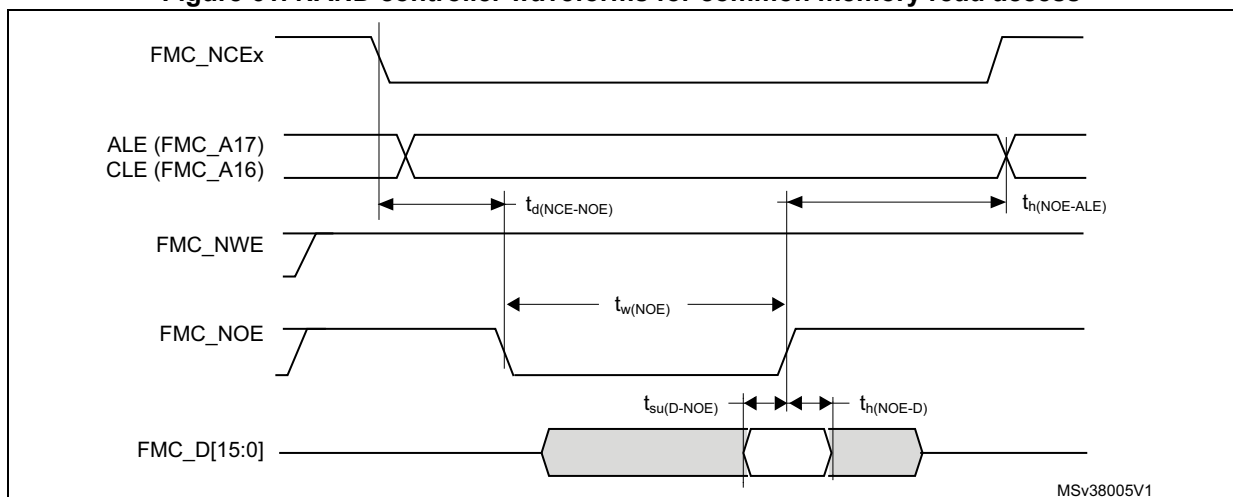 FMC_NCEx
ALE (FMC_A17)
CLE (FMC_A16)
td(NCE-NOE)
th(NOE-ALE)
FMC_NWE
tw(NOE)
FMC_NOE
tsu(D-NOE)
th(NOE-D)
FMC_D[15:0]
MSv38005V1